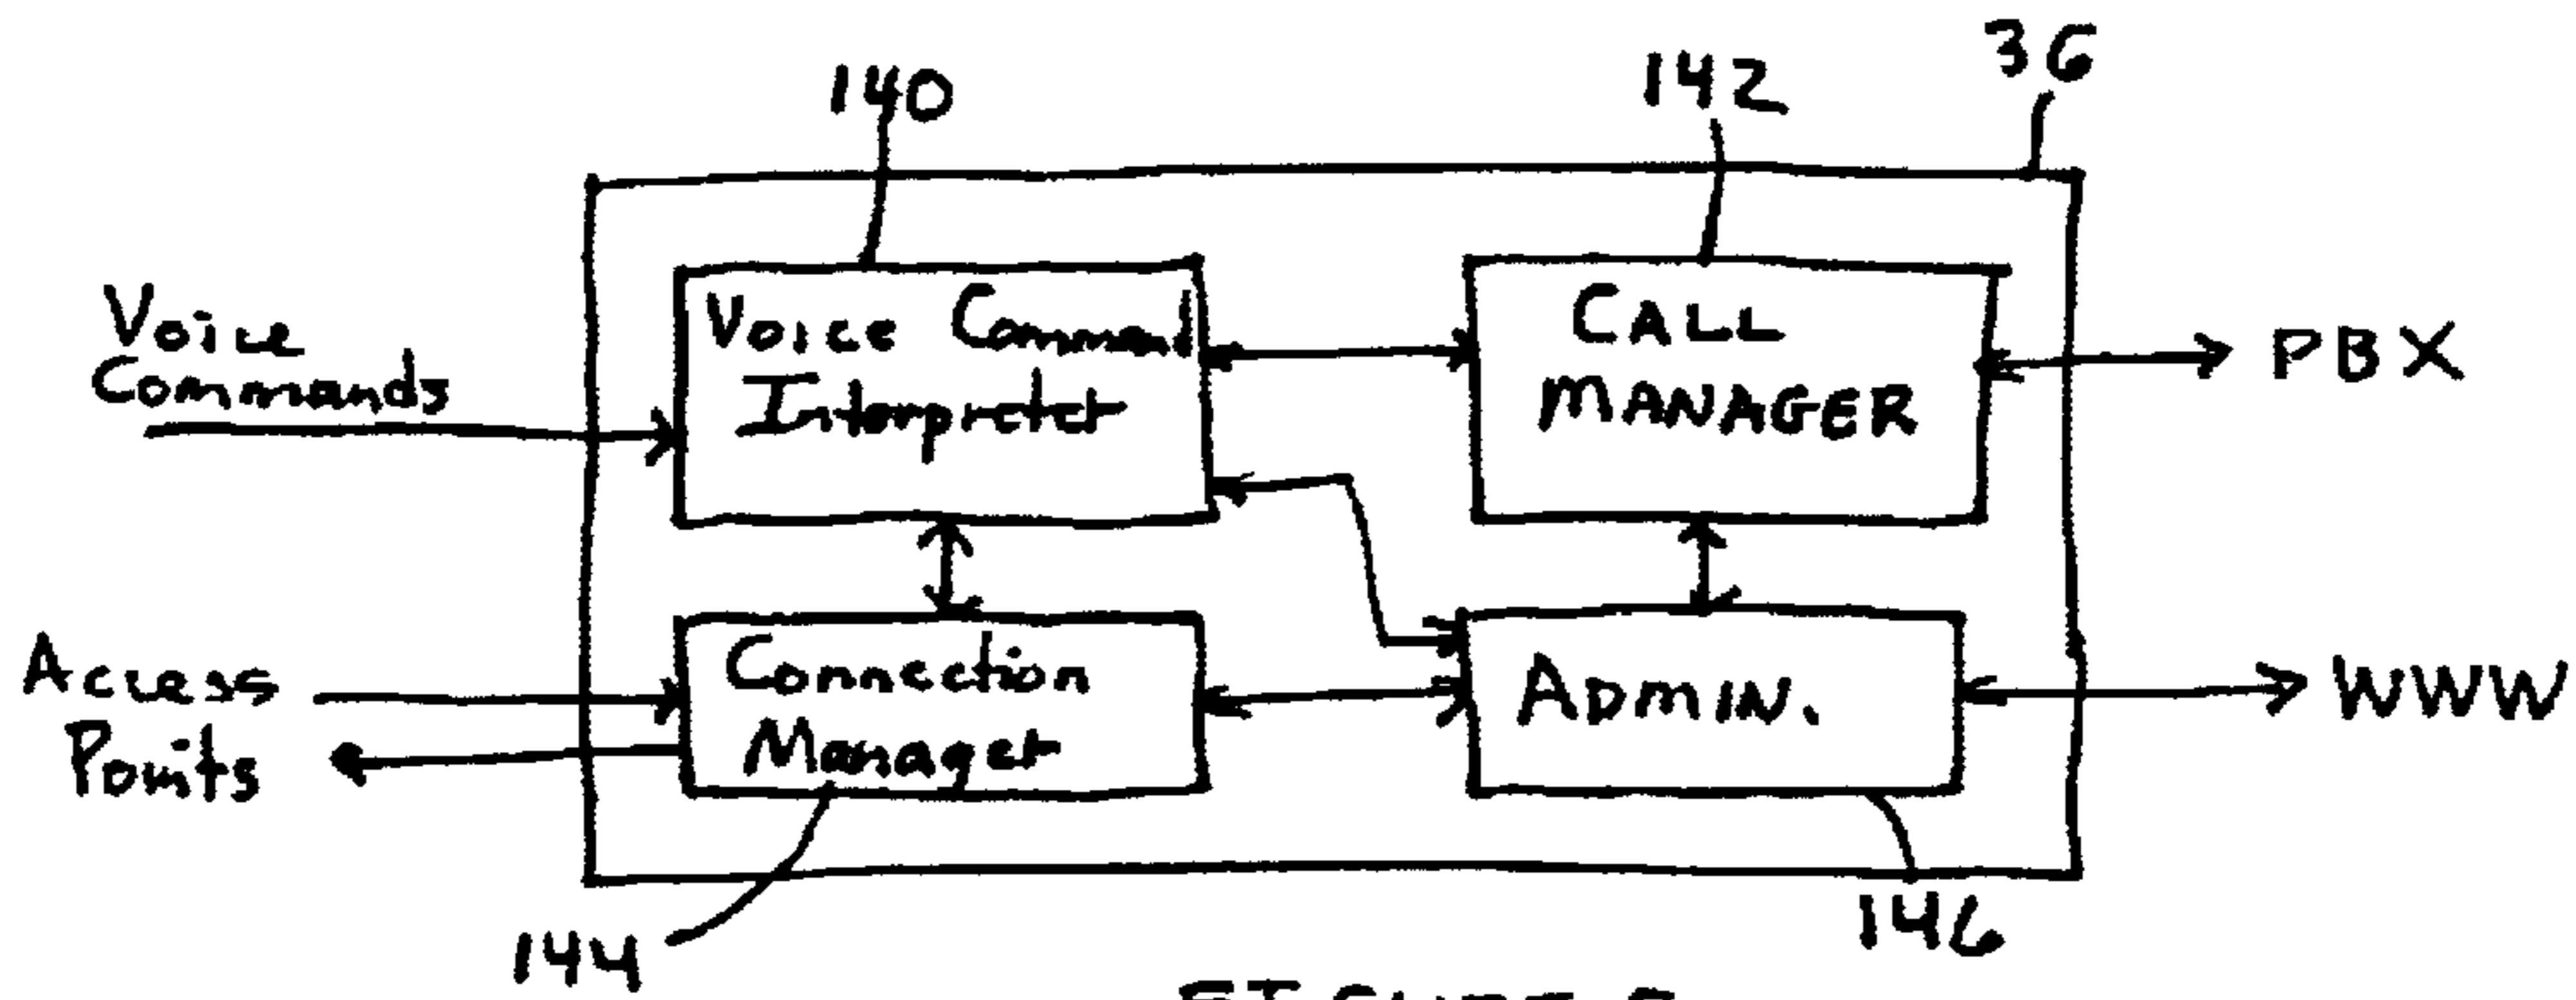 140
142
36
Voice
Commands
Voice Command
Interpreter
CALL
MANAGER
PBX
Access
Points
Connection
Manager
ADMIN.
WWW
144
146